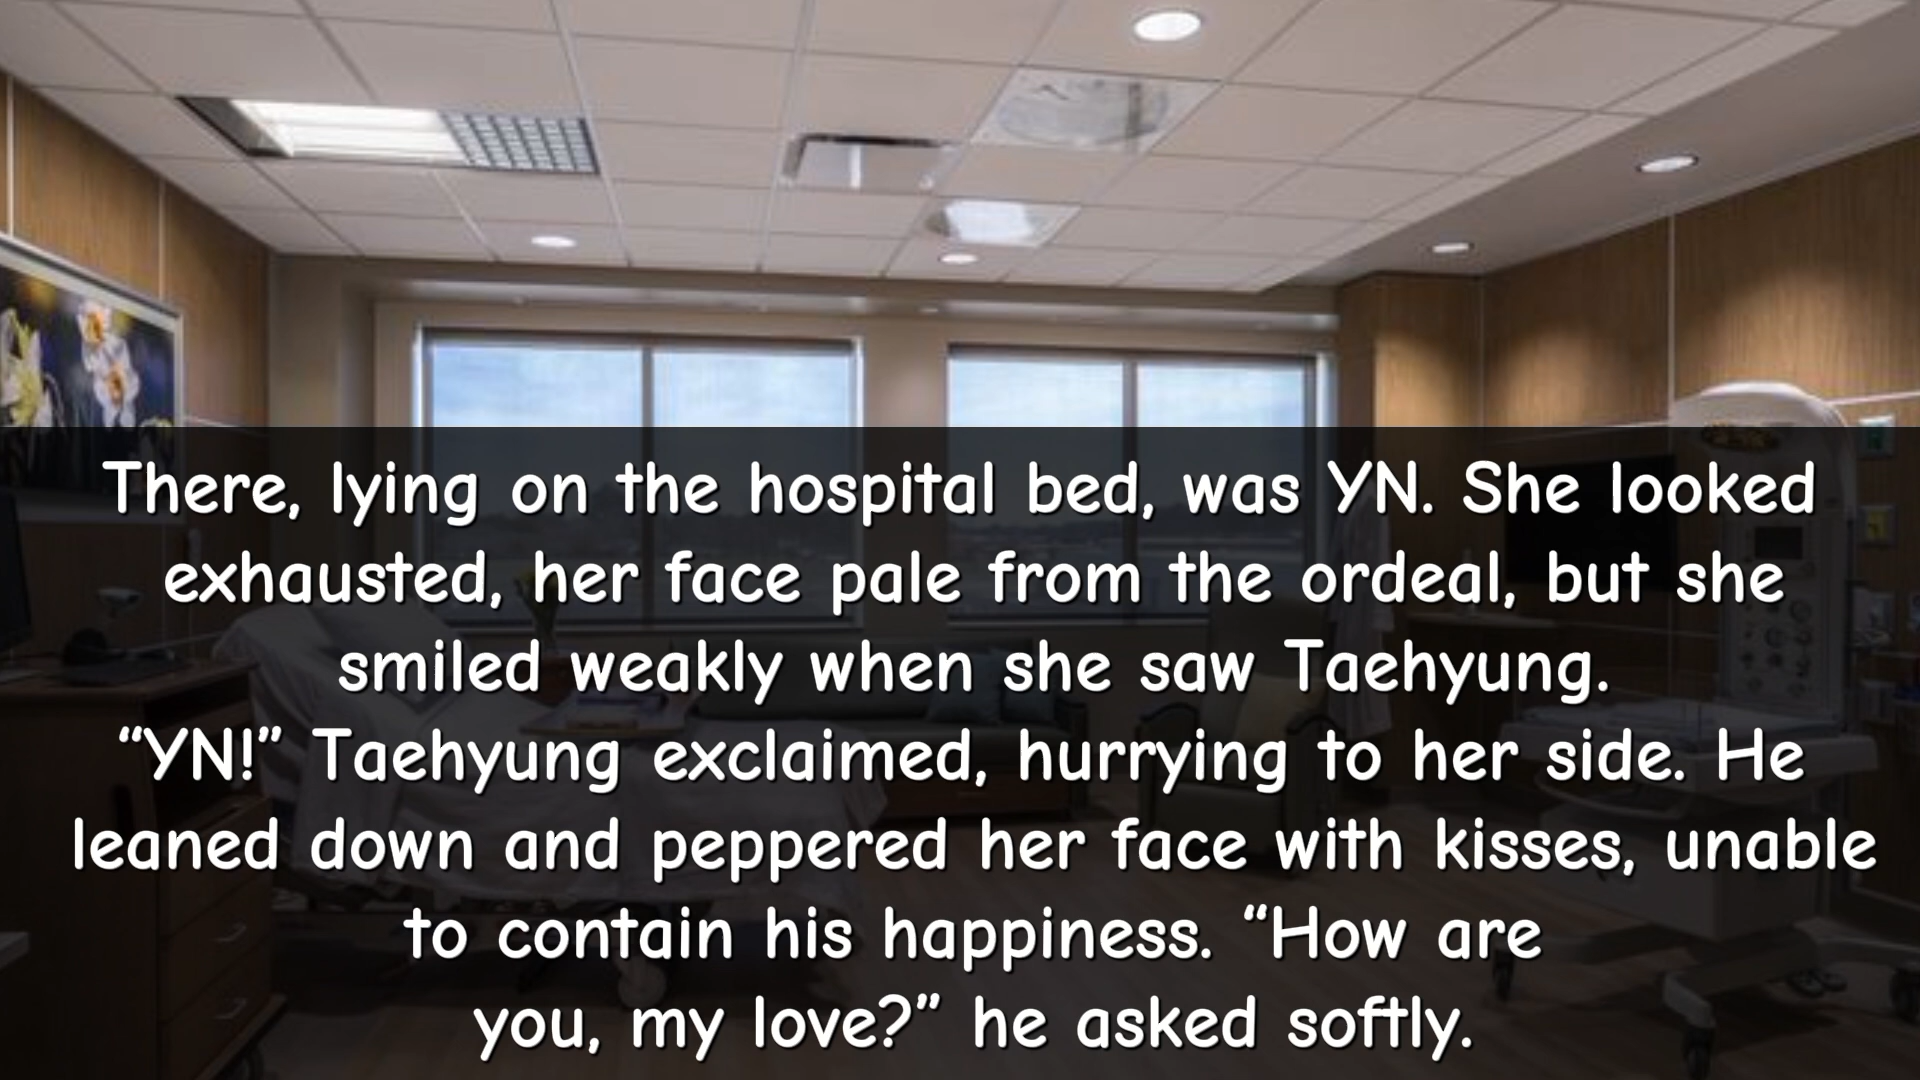 There, lying on the hospital bed, was YN. She looked
exhausted, her face pale from the ordeal, but she
smiled weakly when she saw Taehyung.
“YN!” Taehyung exclaimed, hurrying to her side. He
leaned down and peppered her face with kisses, unable
to contain his happiness. “How are
you, my love?” he asked softly.